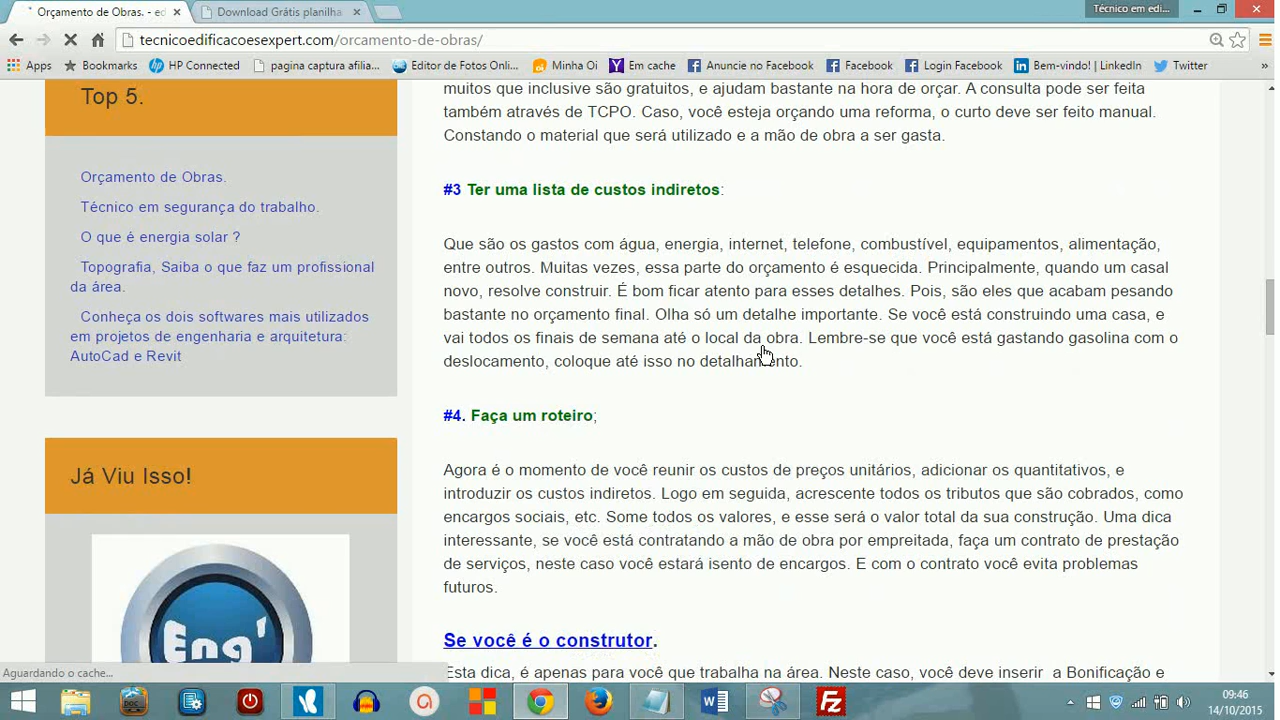 Orçamento de Obras. - ed
Download Grátis planilha
Técnico em edi...
tecnicoedificacoesexpert.com/orcamento-de-obras/
Apps
Bookmarks
HP Connected
pagina captura afilia...
Editor de Fotos Onl...
Minha Oi
Em cache
Anuncie no Facebook
Facebook
Login Facebook
Bem-vindo! | LinkedIn
Twitter
»
Top 5.
Orçamento de Obras.
Técnico em segurança do trabalho.
O que é energia solar ?
Topografia, Saiba o que faz um profissional
da área.
Conheça os dois softwares mais utilizados
em projetos de engenharia e arquitetura:
AutoCad e Revit
Já Viu Isso!
Eng'
muitos que inclusive são gratuitos, e ajudam bastante na hora de orçar. A consulta pode ser feita
também através de TCPO. Caso, você esteja orçando uma reforma, o curto deve ser feito manual.
Constando o material que será utilizado e a mão de obra a ser gasta.
#3 Ter uma lista de custos indiretos:
Que são os gastos com água, energia, internet, telefone, combustível, equipamentos, alimentação,
entre outros. Muitas vezes, essa parte do orçamento é esquecida. Principalmente, quando um casal
novo, resolve construir. É bom ficar atento para esses detalhes. Pois, são eles que acabam pesando
bastante no orçamento final. Olha só um detalhe importante. Se você está construindo uma casa, e
vai todos os finais de semana até o local da obra. Lembre-se que você está gastando gasolina com o
deslocamento, coloque até isso no detalhamento.
#4. Faça um roteiro;
Agora é o momento de você reunir os custos de preços unitários, adicionar os quantitativos, e
introduzir os custos indiretos. Logo em seguida, acrescente todos os tributos que são cobrados, como
encargos sociais, etc. Some todos os valores, e esse será o valor total da sua construção. Uma dica
interessante, se você está contratando a mão de obra por empreitada, faça um contrato de prestação
de serviços, neste caso você estará isento de encargos. E com o contrato você evita problemas
futuros.
Se você é o construtor.
Esta dica, é apenas para você que trabalha na área. Neste caso, você deve inserir a Bonificação e
Aguardando o cache...
09:46
14/10/2015